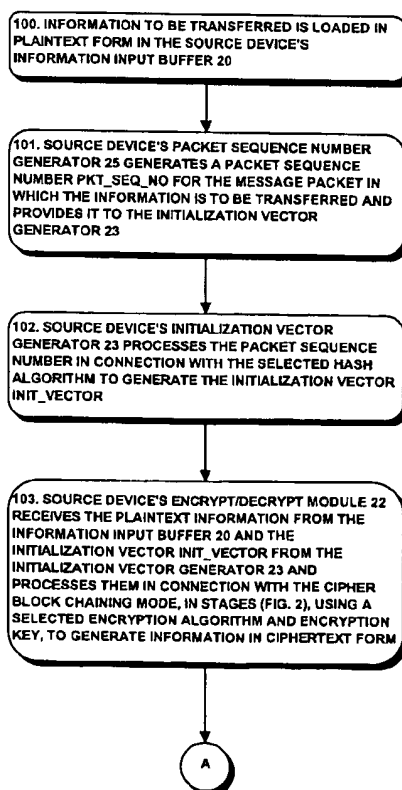 100. INFORMATION TO BE TRANSFERRED IS LOADED IN
PLAINTEXT FORM IN THE SOURCE DEVICE'S
INFORMATION INPUT BUFFER 20
101. SOURCE DEVICE'S PACKET SEQUENCE NUMBER
GENERATOR 25 GENERATES A PACKET SEQUENCE
NUMBER PKT_SEQ_NO FOR THE MESSAGE PACKET IN
WHICH THE INFORMATION IS TO BE TRANSFERRED AND
PROVIDES IT TO THE INITIALIZATION VECTOR
GENERATOR 23
102. SOURCE DEVICE'S INITIALIZATION VECTOR
GENERATOR 23 PROCESSES THE PACKET SEQUENCE
NUMBER IN CONNECTION WITH THE SELECTED HASH
ALGORITHM TO GENERATE THE INITIALIZATION VECTOR
INIT_VECTOR
103. SOURCE DEVICE'S ENCRYPT/DECRYPT MODULE 22
RECEIVES THE PLAINTEXT INFORMATION FROM THE
INFORMATION INPUT BUFFER 20 AND THE
INITIALIZATION VECTOR INIT_VECTOR FROM THE
INITIALIZATION VECTOR GENERATOR 23 AND
PROCESSES THEM IN CONNECTION WITH THE CIPHER
BLOCK CHAINING MODE, IN STAGES (FIG. 2), USING A
SELECTED ENCRYPTION ALGORITHM AND ENCRYPTION
KEY, TO GENERATE INFORMATION IN CIPHERTEXT FORM
A